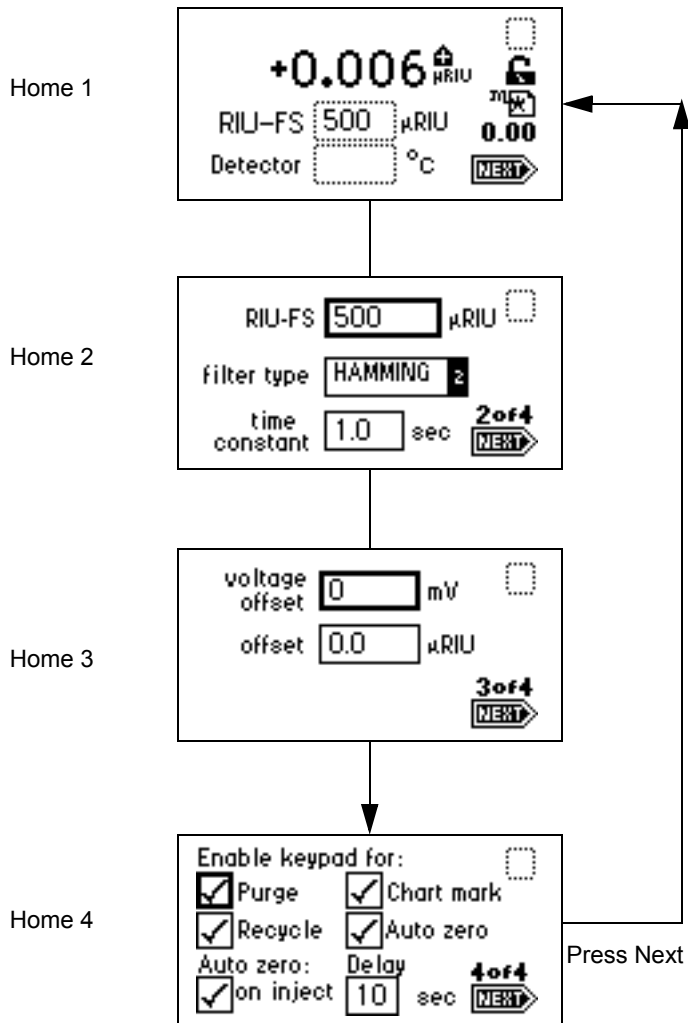 Home 1
+0.006 µRIU
RIU–FS 500 µRIU
0.00
Detector °C
NEXT
Home 2
RIU-FS 500 µRIU
filter type HAMMING 2
time constant 1.0 sec
2of4
NEXT
Home 3
voltage offset 0 mV
offset 0.0 µRIU
3of4
NEXT
Home 4
Enable keypad for:
Purge Chart mark
Recycle Auto zero
Auto zero: Delay
on inject 10 sec
4of4
NEXT
Press Next